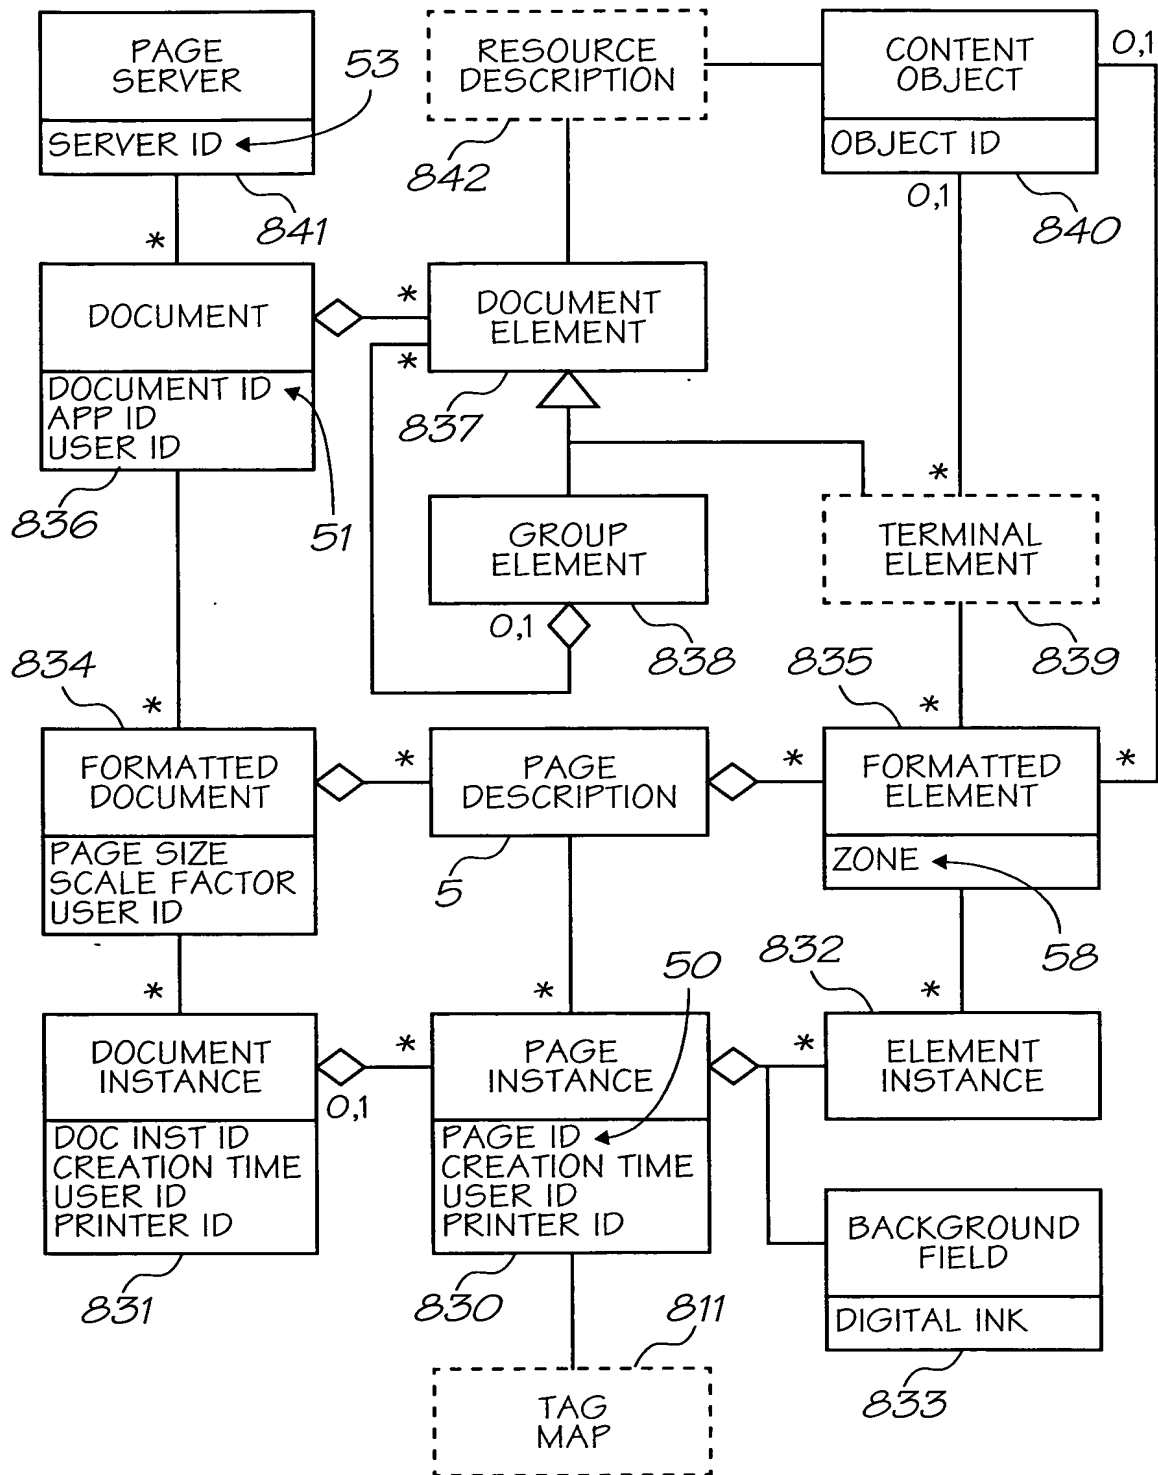 PAGE
SERVER
SERVER ID
53
841
*
RESOURCE
DESCRIPTION
842
CONTENT
OBJECT
OBJECT ID
0,1
0,1
840
DOCUMENT
DOCUMENT ID
APP ID
USER ID
836
51
*
*
DOCUMENT
ELEMENT
837
GROUP
ELEMENT
0,1
838
*
TERMINAL
ELEMENT
839
834
*
FORMATTED
DOCUMENT
PAGE SIZE
SCALE FACTOR
USER ID
*
PAGE
DESCRIPTION
5
835
*
*
FORMATTED
ELEMENT
*
ZONE
58
*
DOCUMENT
INSTANCE
0,1
DOC INST ID
CREATION TIME
USER ID
PRINTER ID
831
*
*
50
PAGE
INSTANCE
PAGE ID
CREATION TIME
USER ID
PRINTER ID
830
832
*
*
ELEMENT
INSTANCE
BACKGROUND
FIELD
DIGITAL INK
833
811
TAG
MAP